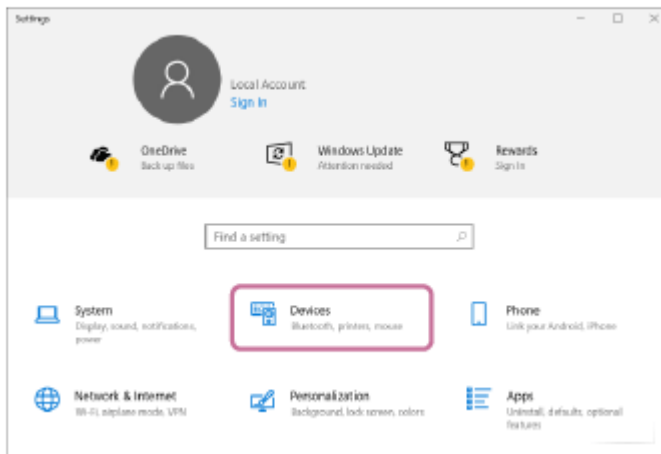 Settings
Local Account
Sign In
OneDrive
Back up files
Windows Update
Attention needed
Rewards
Sign In
Find a setting
System
Display, sound, notifications,
power
Devices
Bluetooth, printers, mouse
Phone
Link your Android, iPhone
Network & Internet
Wi-Fi, airplane mode, VPN
Personalization
Background, lock screen, colors
Apps
Uninstall, defaults, optional
features